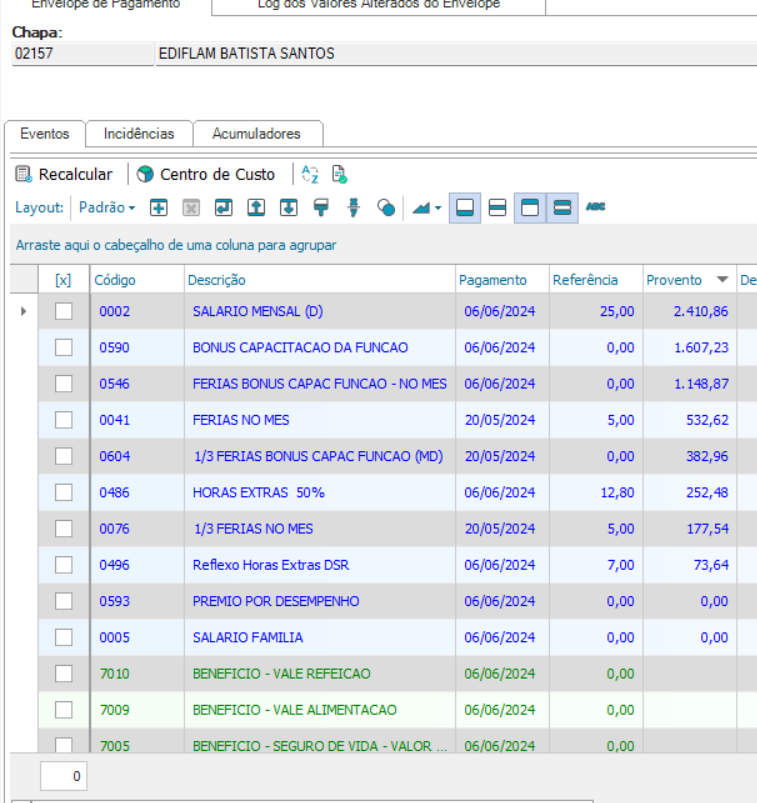 Envelope de Pagamento Log dos Valores Alterados do Envelope
Chapa:
02157 EDIFLAM BATISTA SANTOS
Eventos Incidências Acumuladores
Recalcular Centro de Custo
Layout: Padrão ABC
Arraste aqui o cabeçalho de uma coluna para agrupar
[x] Código Descrição Pagamento Referência Provento De
0002 SALARIO MENSAL (D) 06/06/2024 25,00 2.410,86
0590 BONUS CAPACITACAO DA FUNCAO 06/06/2024 0,00 1.607,23
0546 FERIAS BONUS CAPAC FUNCAO - NO MES 06/06/2024 0,00 1.148,87
0041 FERIAS NO MES 20/05/2024 5,00 532,62
0604 1/3 FERIAS BONUS CAPAC FUNCAO (MD) 20/05/2024 0,00 382,96
0486 HORAS EXTRAS 50% 06/06/2024 12,80 252,48
0076 1/3 FERIAS NO MES 20/05/2024 5,00 177,54
0496 Reflexo Horas Extras DSR 06/06/2024 7,00 73,64
0593 PREMIO POR DESEMPENHO 06/06/2024 0,00 0,00
0005 SALARIO FAMILIA 06/06/2024 0,00 0,00
7010 BENEFICIO - VALE REFEICAO 06/06/2024 0,00
7009 BENEFICIO - VALE ALIMENTACAO 06/06/2024 0,00
7005 BENEFICIO - SEGURO DE VIDA - VALOR ... 06/06/2024 0,00
0